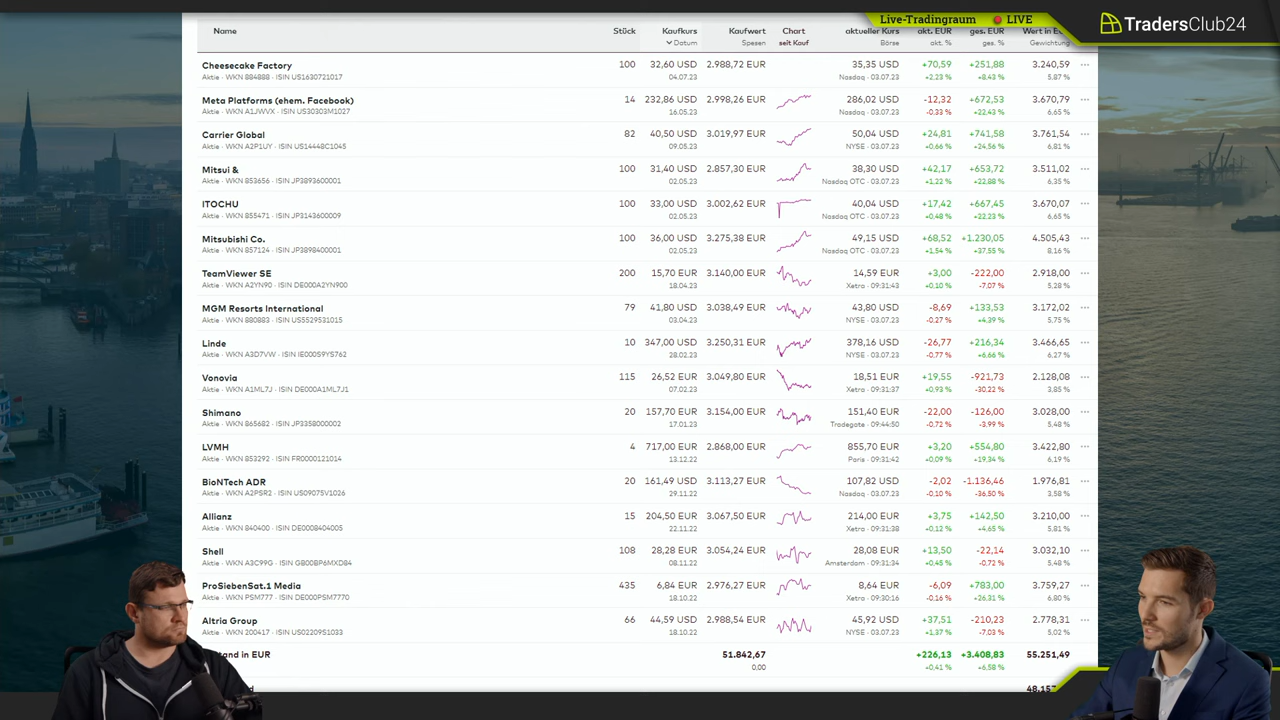 Live-Tradingraum LIVE
TradersClub24
Name Stück Kaufkurs Kaufwert Chart aktueller Kurs akt. EUR ges. EUR Wert in
Datum Spesen seit Kauf Börse akt. % ges. % Gewichtung
Cheesecake Factory 100 32,60 USD 2.988,72 EUR 35,35 USD +70,59 +251,88 3.240,59
Aktie · WKN 884888 · ISIN US1630721017 04.07.23 Nasdaq · 03.07.23 +2,23 % +8,43 % 5,87 %
Meta Platforms (ehem. Facebook) 14 232,86 USD 2.998,26 EUR 286,02 USD -12,32 +672,53 3.670,79
Aktie · WKN A1JWVX · ISIN US30303M1027 16.05.23 Nasdaq · 03.07.23 -0,33 % +22,43 % 6,65 %
Carrier Global 82 40,50 USD 3.019,97 EUR 50,04 USD +24,81 +741,58 3.761,54
Aktie · WKN A2P1UY · ISIN US14448C1045 09.05.23 NYSE · 03.07.23 +0,66 % +24,56 % 6,81 %
Mitsui & 100 31,40 USD 2.857,30 EUR 38,30 USD +42,17 +653,72 3.511,02
Aktie · WKN 853656 · ISIN JP3893600001 02.05.23 Nasdaq OTC · 03.07.23 +1,22 % +22,88 % 6,35 %
ITOCHU 100 33,00 USD 3.002,62 EUR 40,04 USD +17,42 +667,45 3.670,07
Aktie · WKN 855471 · ISIN JP3143600009 02.05.23 Nasdaq OTC · 03.07.23 +0,48 % +22,23 % 6,65 %
Mitsubishi Co. 100 36,00 USD 3.275,38 EUR 49,15 USD +68,52 +1.230,05 4.505,43
Aktie · WKN 857124 · ISIN JP3898400001 02.05.23 Nasdaq OTC · 03.07.23 +1,54 % +37,55 % 8,16 %
TeamViewer SE 200 15,70 EUR 3.140,00 EUR 14,59 EUR +3,00 -222,00 2.918,00
Aktie · WKN A2YN90 · ISIN DE000A2YN900 18.04.23 Xetra · 09:31:43 +0,10 % -7,07 % 5,28 %
MGM Resorts International 79 41,80 USD 3.038,49 EUR 43,80 USD -8,69 +133,53 3.172,02
Aktie · WKN 880883 · ISIN US5529531015 03.04.23 NYSE · 03.07.23 -0,27 % +4,39 % 5,75 %
Linde 10 347,00 USD 3.250,31 EUR 378,16 USD -26,77 +216,34 3.466,65
Aktie · WKN A3D7VW · ISIN IE000S9YS762 28.02.23 NYSE · 03.07.23 -0,77 % +6,66 % 6,27 %
Vonovia 115 26,52 EUR 3.049,80 EUR 18,51 EUR +19,55 -921,73 2.128,08
Aktie · WKN A1ML7J · ISIN DE000A1ML7J1 07.02.23 Xetra · 09:31:37 +0,93 % -30,22 % 3,85 %
Shimano 20 157,70 EUR 3.154,00 EUR 151,40 EUR -22,00 -126,00 3.028,00
Aktie · WKN 865682 · ISIN JP3358000002 17.01.23 Tradegate · 09:44:50 -0,72 % -3,99 % 5,48 %
LVMH 4 717,00 EUR 2.868,00 EUR 855,70 EUR +3,20 +554,80 3.422,80
Aktie · WKN 853292 · ISIN FR0000121014 13.12.22 Paris · 09:31:42 +0,09 % +19,34 % 6,19 %
BioNTech ADR 20 161,49 USD 3.113,27 EUR 107,82 USD -2,02 -1.136,46 1.976,81
Aktie · WKN A2PSR2 · ISIN US09075V1026 29.11.22 Nasdaq · 03.07.23 -0,10 % -36,50 % 3,58 %
Allianz 15 204,50 EUR 3.067,50 EUR 214,00 EUR +3,75 +142,50 3.210,00
Aktie · WKN 840400 · ISIN DE0008404005 22.11.22 Xetra · 09:31:38 +0,12 % +4,65 % 5,81 %
Shell 108 28,28 EUR 3.054,24 EUR 28,08 EUR +13,50 -22,14 3.032,10
Aktie · WKN A3C99G · ISIN GB00BP6MXD84 08.11.22 Amsterdam · 09:31:34 +0,45 % -0,72 % 5,48 %
ProSiebenSat.1 Media 435 6,84 EUR 2.976,27 EUR 8,64 EUR -6,09 +783,00 3.759,27
Aktie · WKN PSM777 · ISIN DE000PSM7770 18.10.22 Xetra · 09:30:16 -0,16 % +26,31 % 6,80 %
Altria Group 66 44,59 USD 2.988,54 EUR 45,92 USD +37,51 -210,23 2.778,31
Aktie · WKN 200417 · ISIN US02209S1033 18.10.22 NYSE · 03.07.23 +1,37 % -7,03 % 5,02 %
tand in EUR 51.842,67 +226,13 +3.408,83 55.251,49
0,00 +0,41 % +6,58 %